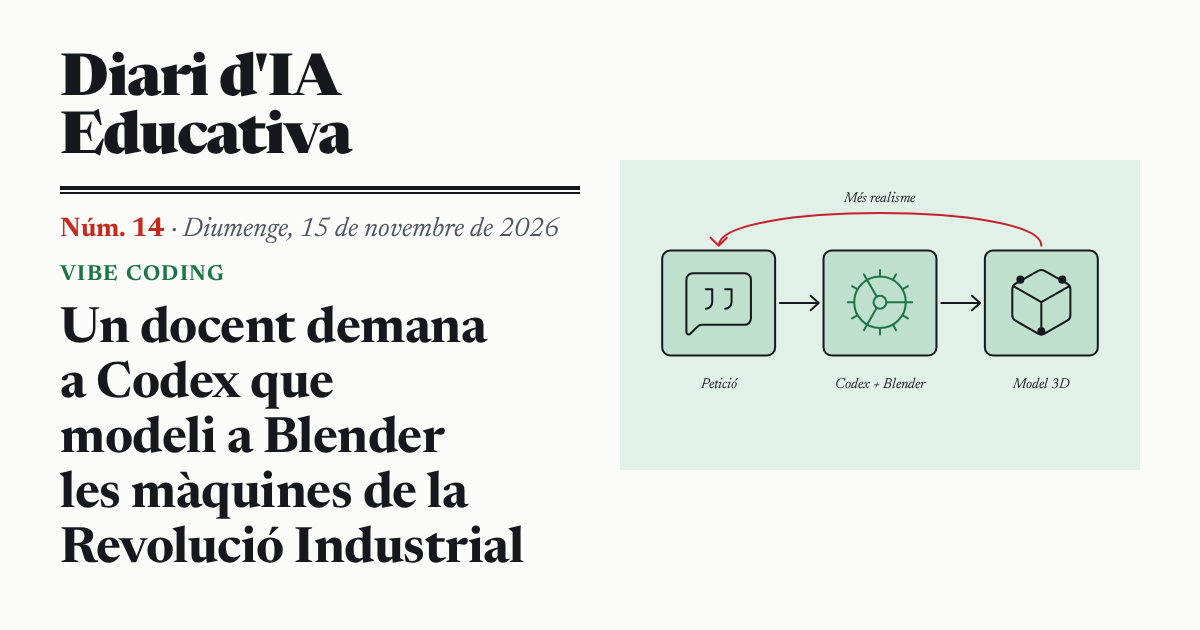 Diari d'IA
Educativa
Núm. 14 · Diumenge, 15 de novembre de 2026
VIBE CODING
Un docent demana
a Codex que
modeli a Blender
les màquines de la
Revolució Industrial
Més realisme
Petició
Codex + Blender
Model 3D